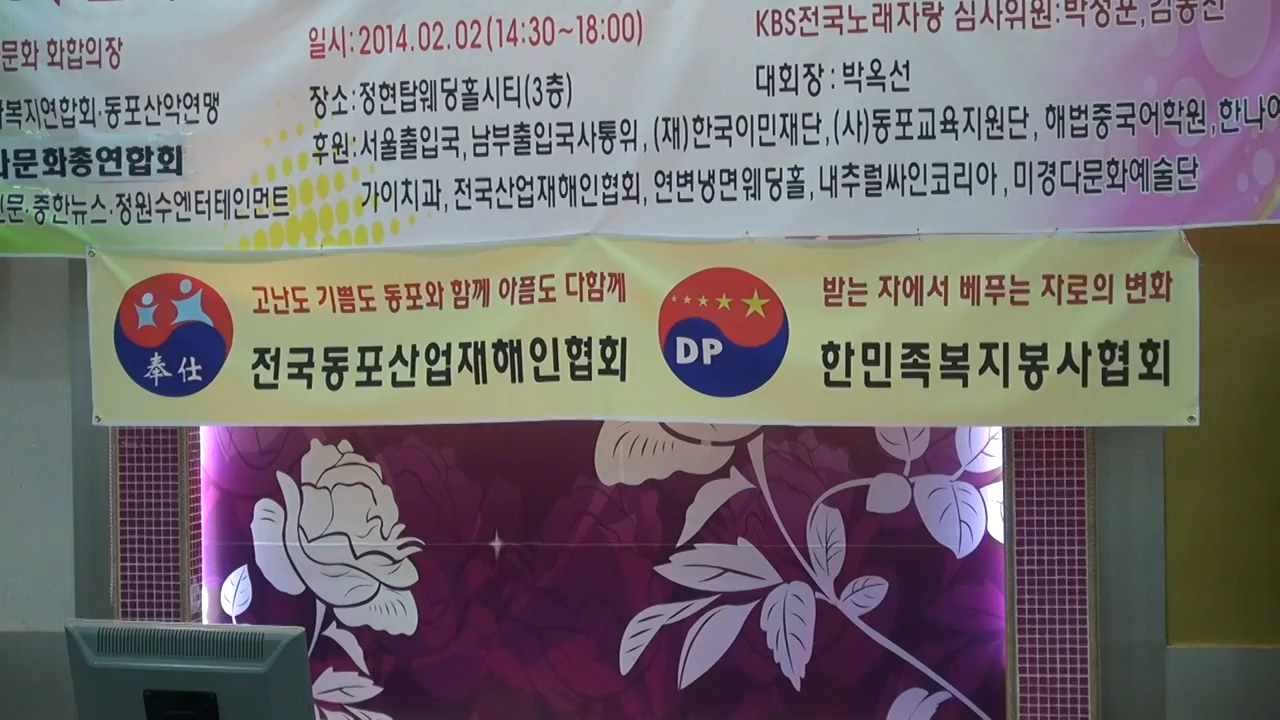 문화 화합의장
일시: 2014.02.02(14:30~18:00)
KBS전국노래자랑 심사위원:
복지연합회·동포산악연맹
장소:정현탑웨딩홀시티(3층)
대회장 : 박옥선
문화총연합회
후원:서울출입국, 남부출입국사통위, (재)한국이민재단, (사)동포교육지원단, 해법중국어학원, 한나여
중한뉴스·정원수엔터테인먼트
가이치과, 전국산업재해인협회, 연변냉면웨딩홀, 내추럴싸인코리아, 미경다문화예술단
고난도 기쁨도 동포와 함께 아픔도 다함께
奉仕
전국동포산업재해인협회
받는 자에서 베푸는 자로의 변화
DP
한민족복지봉사협회